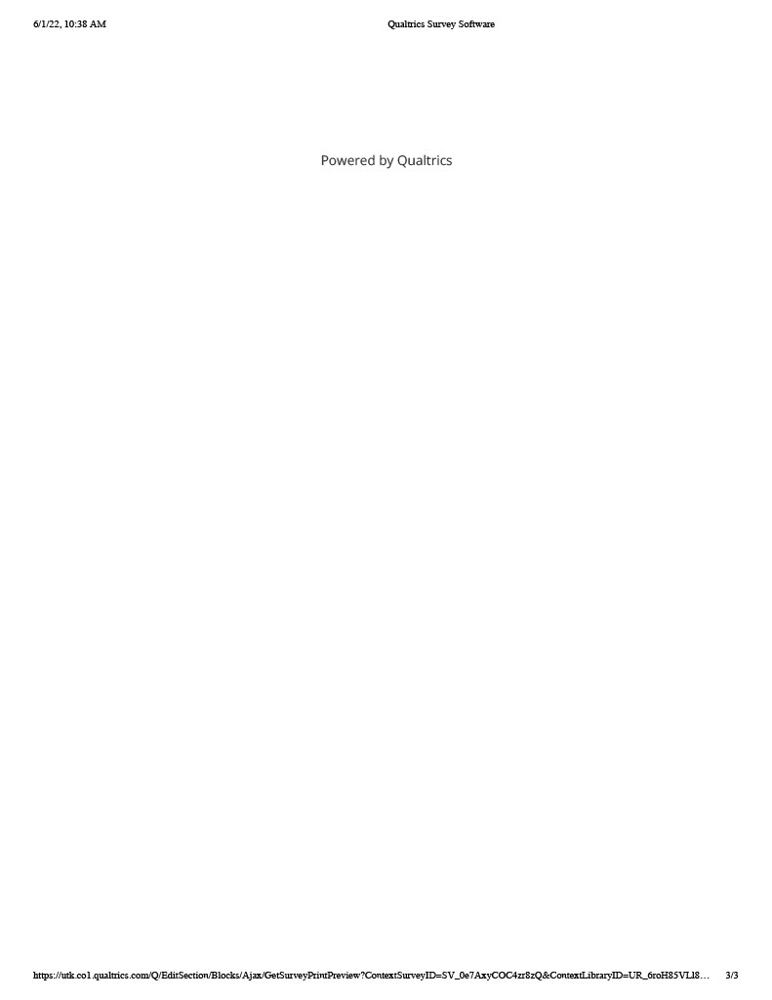 6/1/22, 10:38 AM Qualtrics Survey Software
Powered by Qualtrics
https://utk.co1.qualtrics.com/Q/EditSection/Blocks/Ajax/GetSurveyPrintPreview?ContextSurveyID=SV_0e7AxyCOC4zr8zQ&ContextLibraryID=UR_6roH85VLl8… 3/3